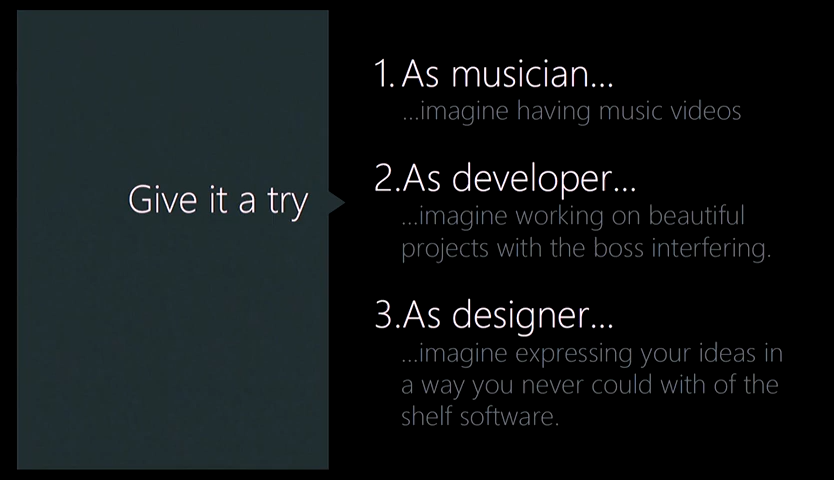 Give it a try
1. As musician...
...imagine having music videos
2. As developer...
...imagine working on beautiful
projects with the boss interfering.
3. As designer...
...imagine expressing your ideas in
a way you never could with of the
shelf software.